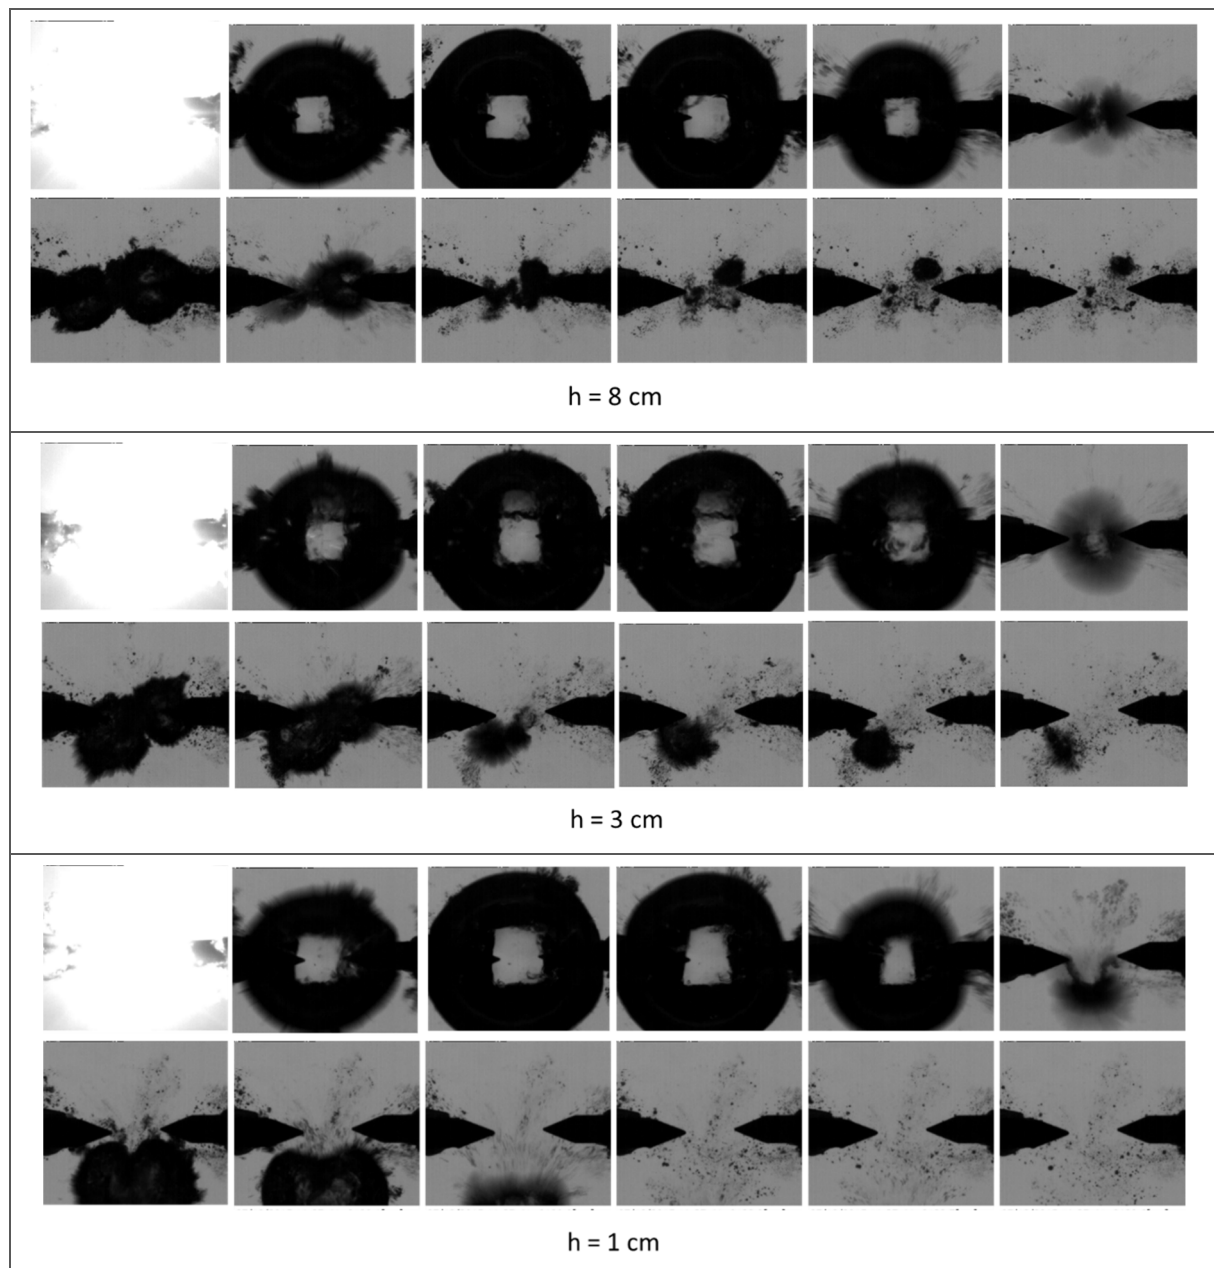 h = 8 cm
h = 3 cm
h = 1 cm